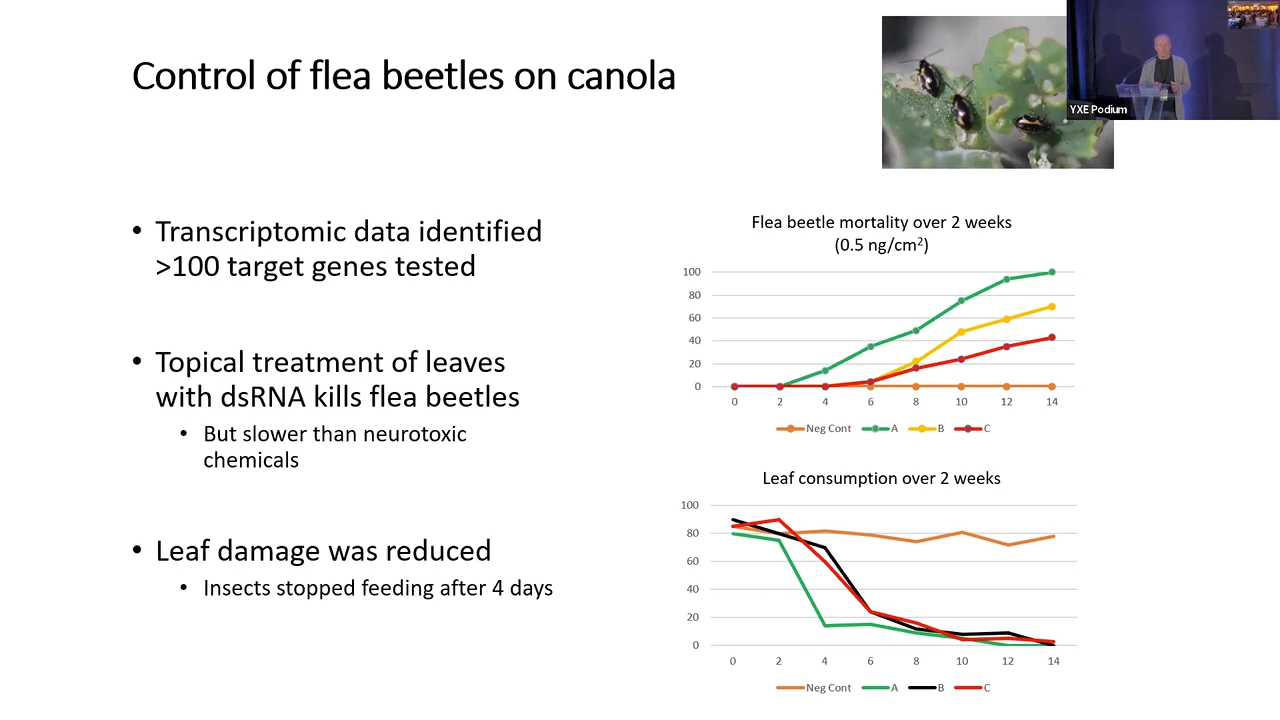 Control of flea beetles on canola
YXE Podium
• Transcriptomic data identified
>100 target genes tested
• Topical treatment of leaves
with dsRNA kills flea beetles
• But slower than neurotoxic
chemicals
• Leaf damage was reduced
• Insects stopped feeding after 4 days
Flea beetle mortality over 2 weeks
(0.5 ng/cm²)
100
80
60
40
20
0
0 2 4 6 8 10 12 14
Neg Cont A B C
Leaf consumption over 2 weeks
100
80
60
40
20
0
0 2 4 6 8 10 12 14
Neg Cont A B C